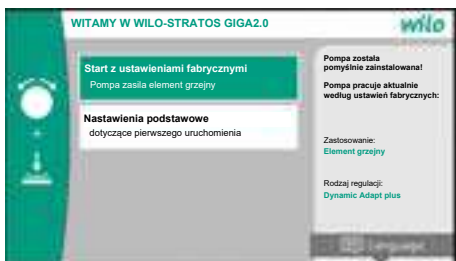 WITAMY W WILO-STRATOS GIGA2.0
wilo
Start z ustawieniami fabrycznymi
Pompa zasila element grzejny
Nastawienia podstawowe
dotyczące pierwszego uruchomienia
Pompa została
pomyślnie zainstalowana!
Pompa pracuje aktualnie
według ustawień fabrycznych:
Zastosowanie:
Element grzejny
Rodzaj regulacji:
Dynamic Adapt plus
Language